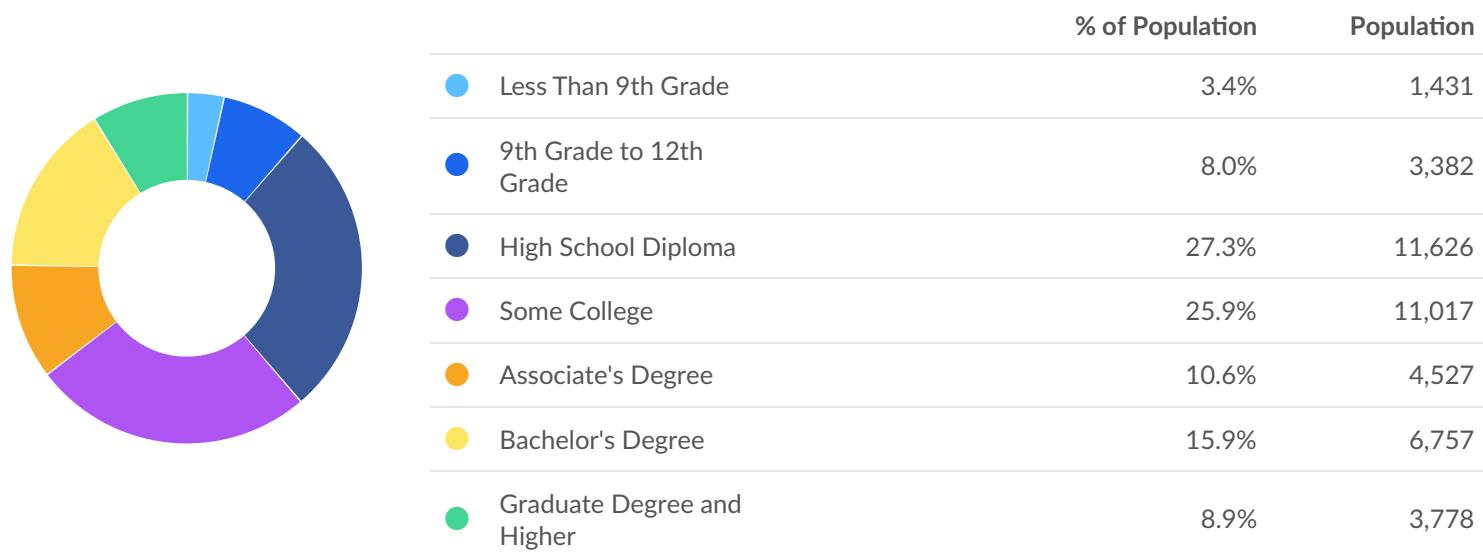 % of Population Population
Less Than 9th Grade 3.4% 1,431
9th Grade to 12th
Grade 8.0% 3,382
High School Diploma 27.3% 11,626
Some College 25.9% 11,017
Associate's Degree 10.6% 4,527
Bachelor's Degree 15.9% 6,757
Graduate Degree and
Higher 8.9% 3,778